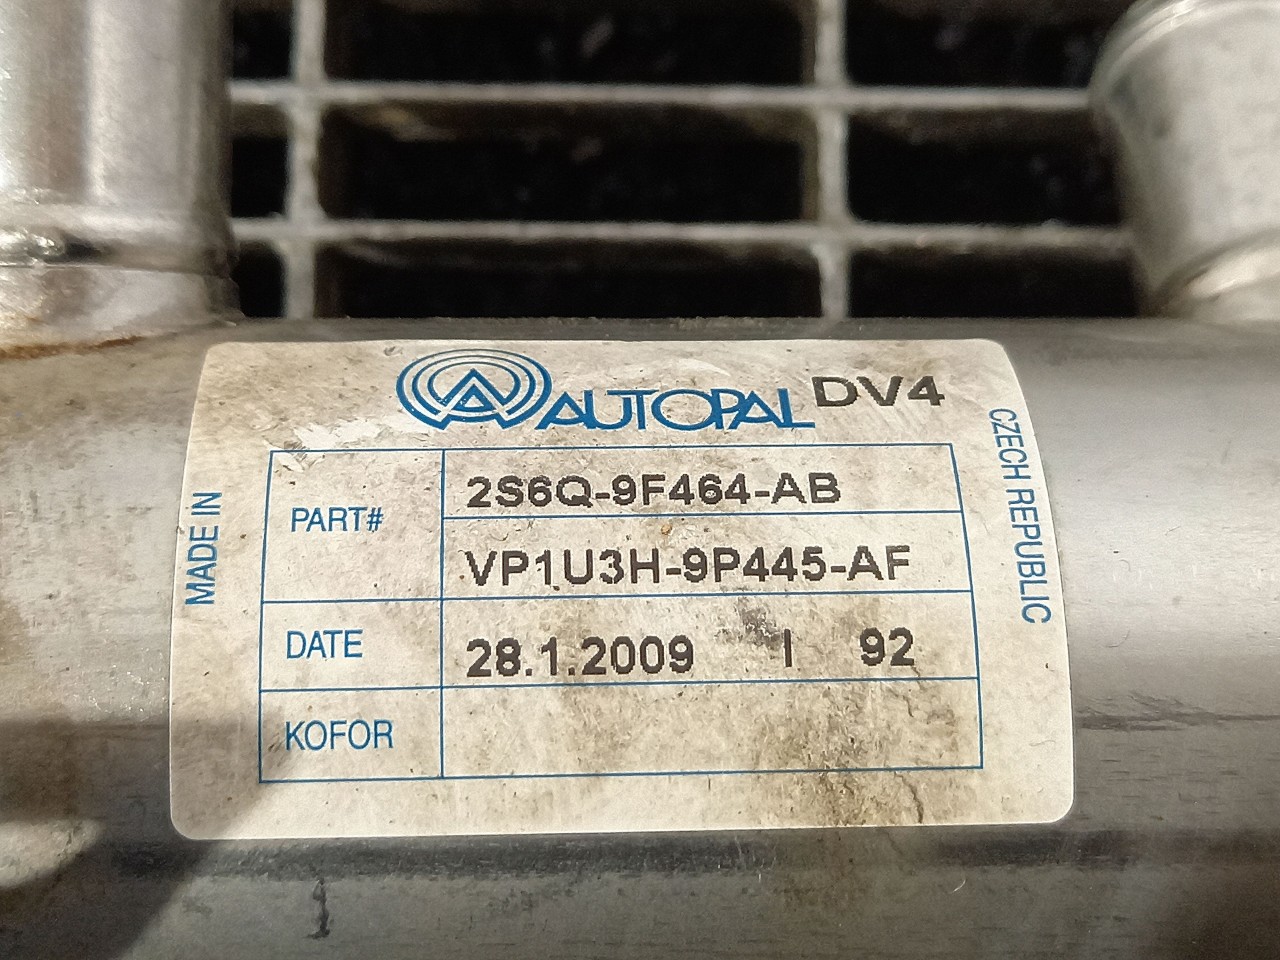 AUTOPAL DV4
MADE IN
CZECH REPUBLIC
PART# 2S6Q-9F464-AB
VP1U3H-9P445-AF
DATE 28.1.2009 I 92
KOFOR